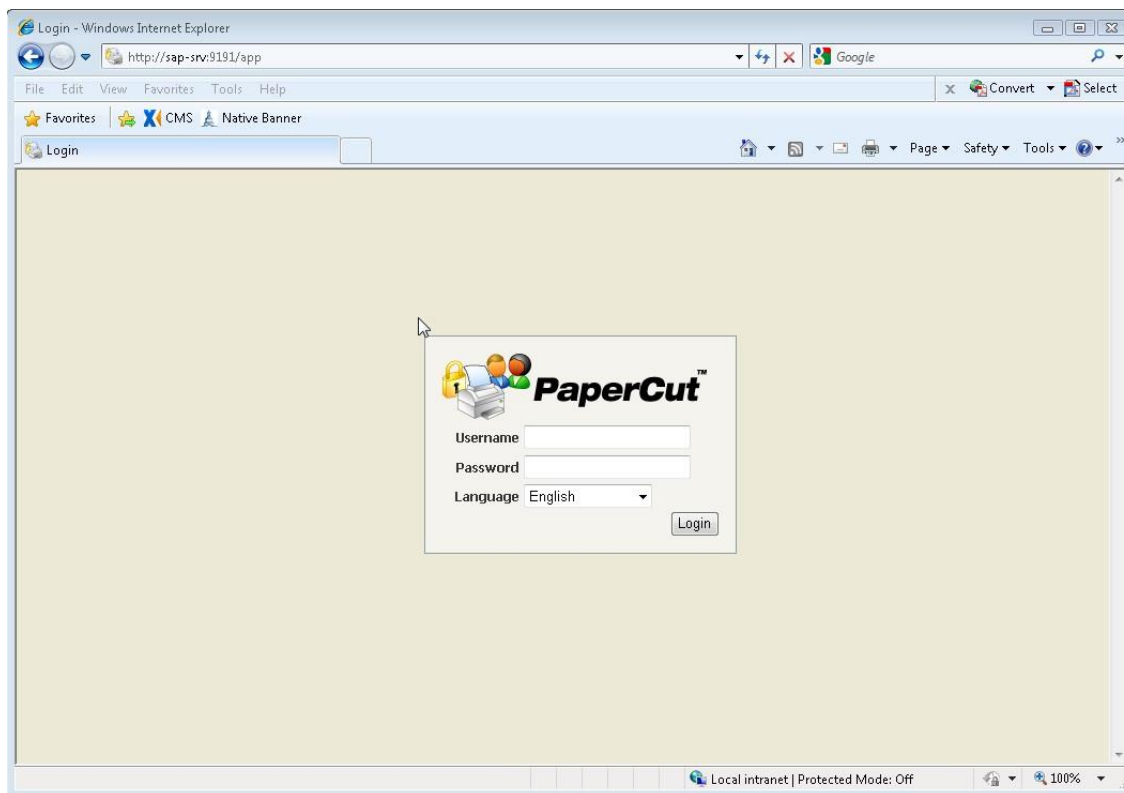 Login - Windows Internet Explorer
http://sap-srv:9191/app
Google
File Edit View Favorites Tools Help
x Convert Select
Favorites CMS Native Banner
Login
Page Safety Tools »
PaperCut™
Username
Password
Language English
Login
Local intranet | Protected Mode: Off
100%